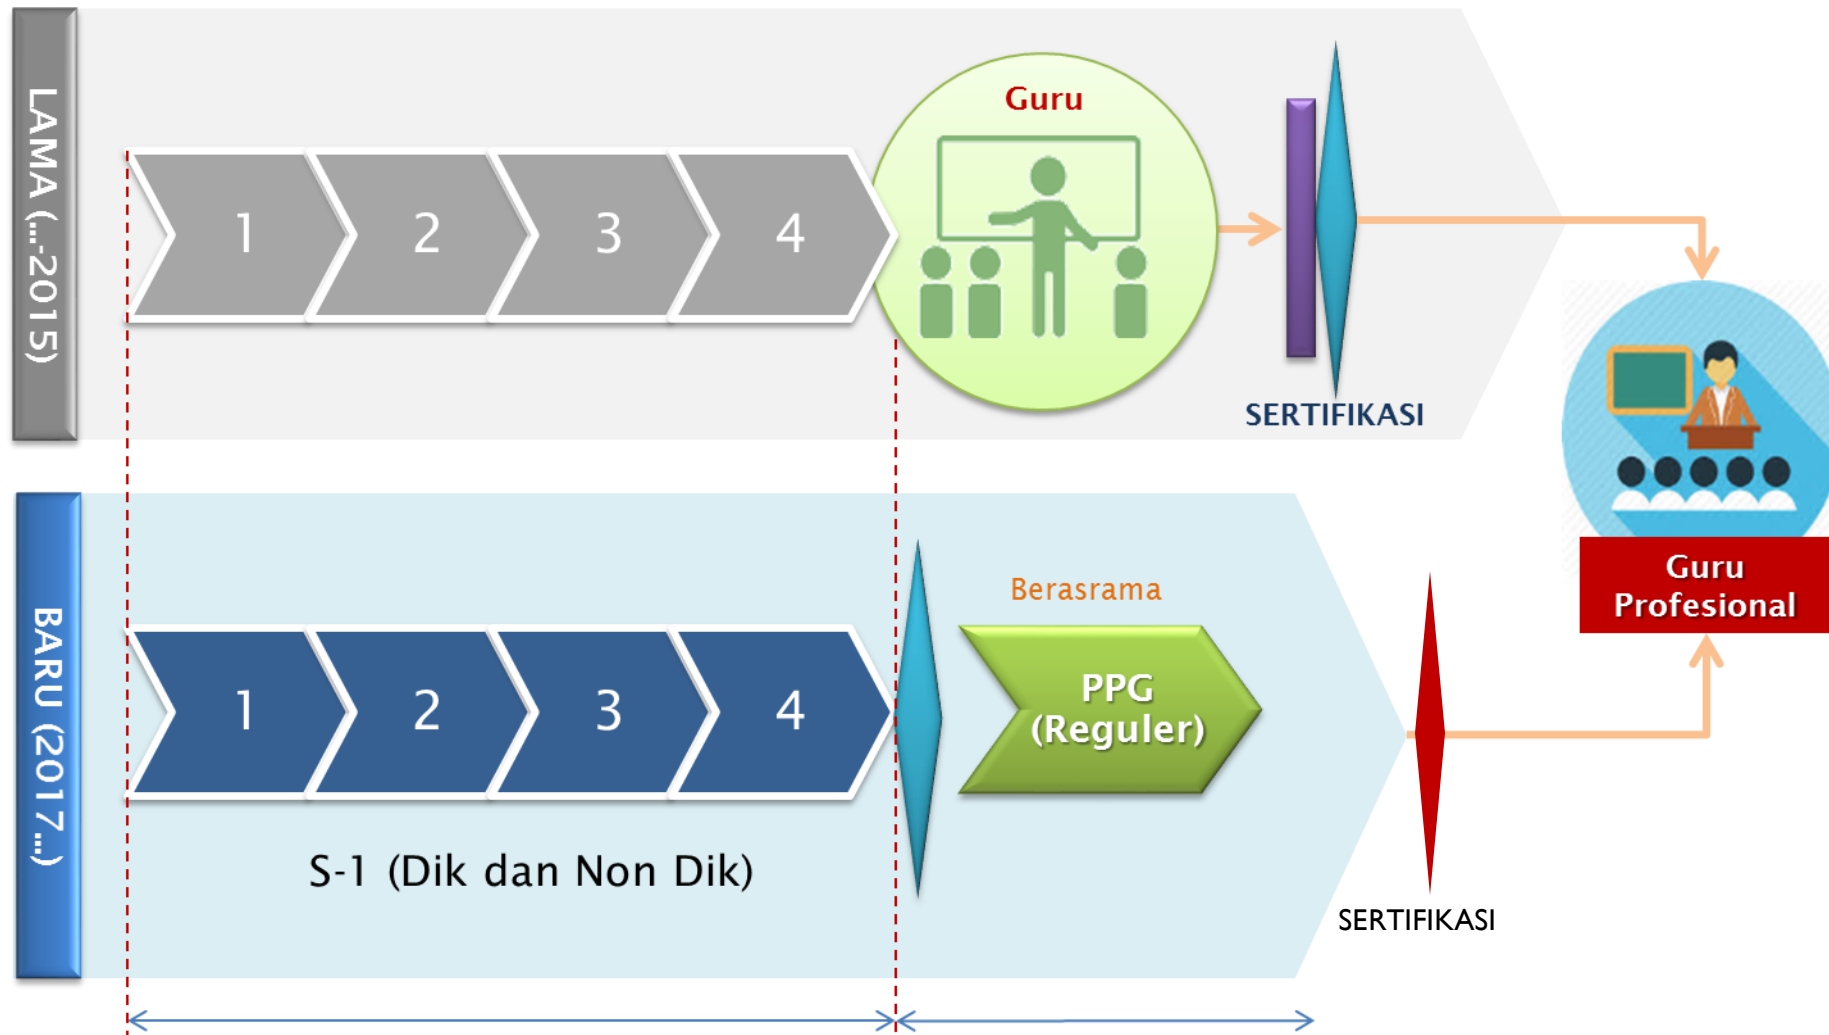 LAMA (...-2015)
1
2
3
4
Guru
SERTIFIKASI
Guru
Profesional
BARU (2017...)
1
2
3
4
Berasrama
PPG
(Reguler)
S-1 (Dik dan Non Dik)
SERTIFIKASI